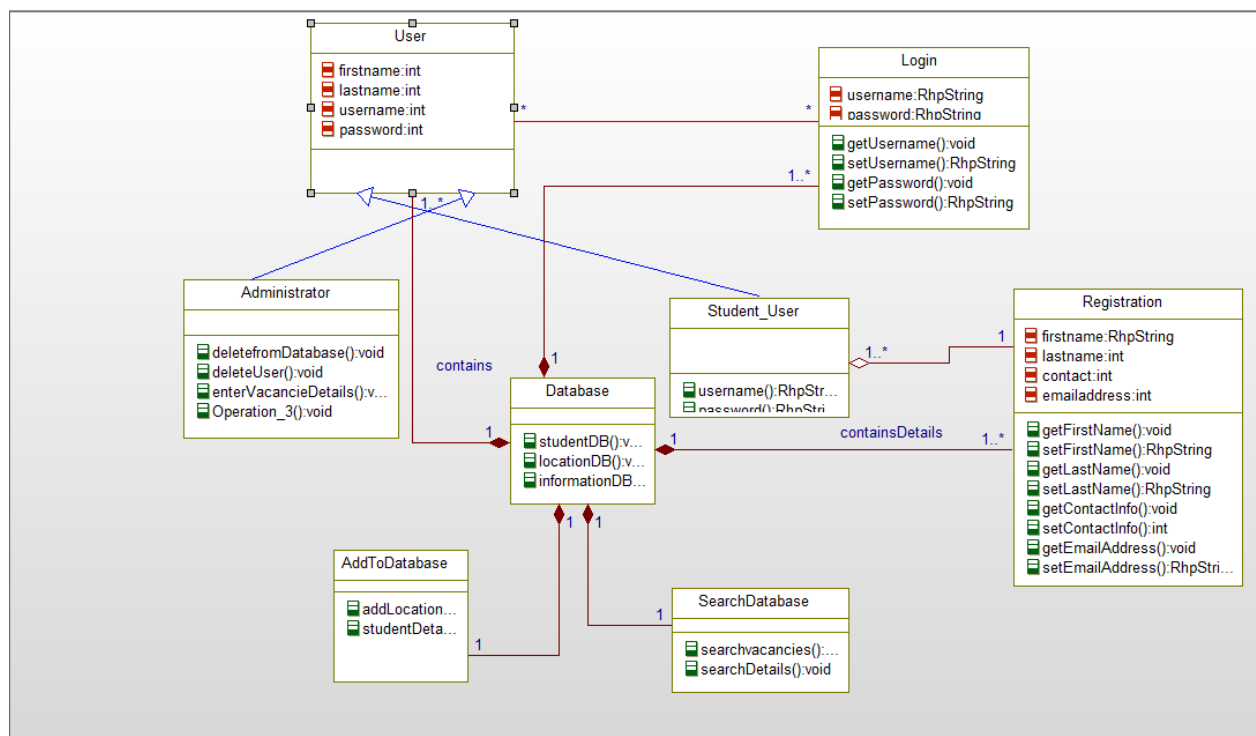 User
firstname:int
lastname:int
username:int
password:int
Login
username:RhpString
password:RhpString
getUsername():void
setUsername():RhpString
getPassword():void
setPassword():RhpString
*
*
1..*
1..*
Administrator
deletefromDatabase():void
deleteUser():void
enterVacancieDetails():v...
Operation_3():void
Student_User
username():RhpStr...
password():RhpStri...
Registration
firstname:RhpString
lastname:int
contact:int
emailaddress:int
getFirstName():void
setFirstName():RhpString
getLastName():void
setLastName():RhpString
getContactInfo():void
setContactInfo():int
getEmailAddress():void
setEmailAddress():RhpStri...
1..*
1
contains
1
Database
studentDB():v...
locationDB():v...
informationDB...
1
1
containsDetails
1..*
1
1
AddToDatabase
addLocation...
studentDeta...
1
SearchDatabase
searchvacancies():...
searchDetails():void
1